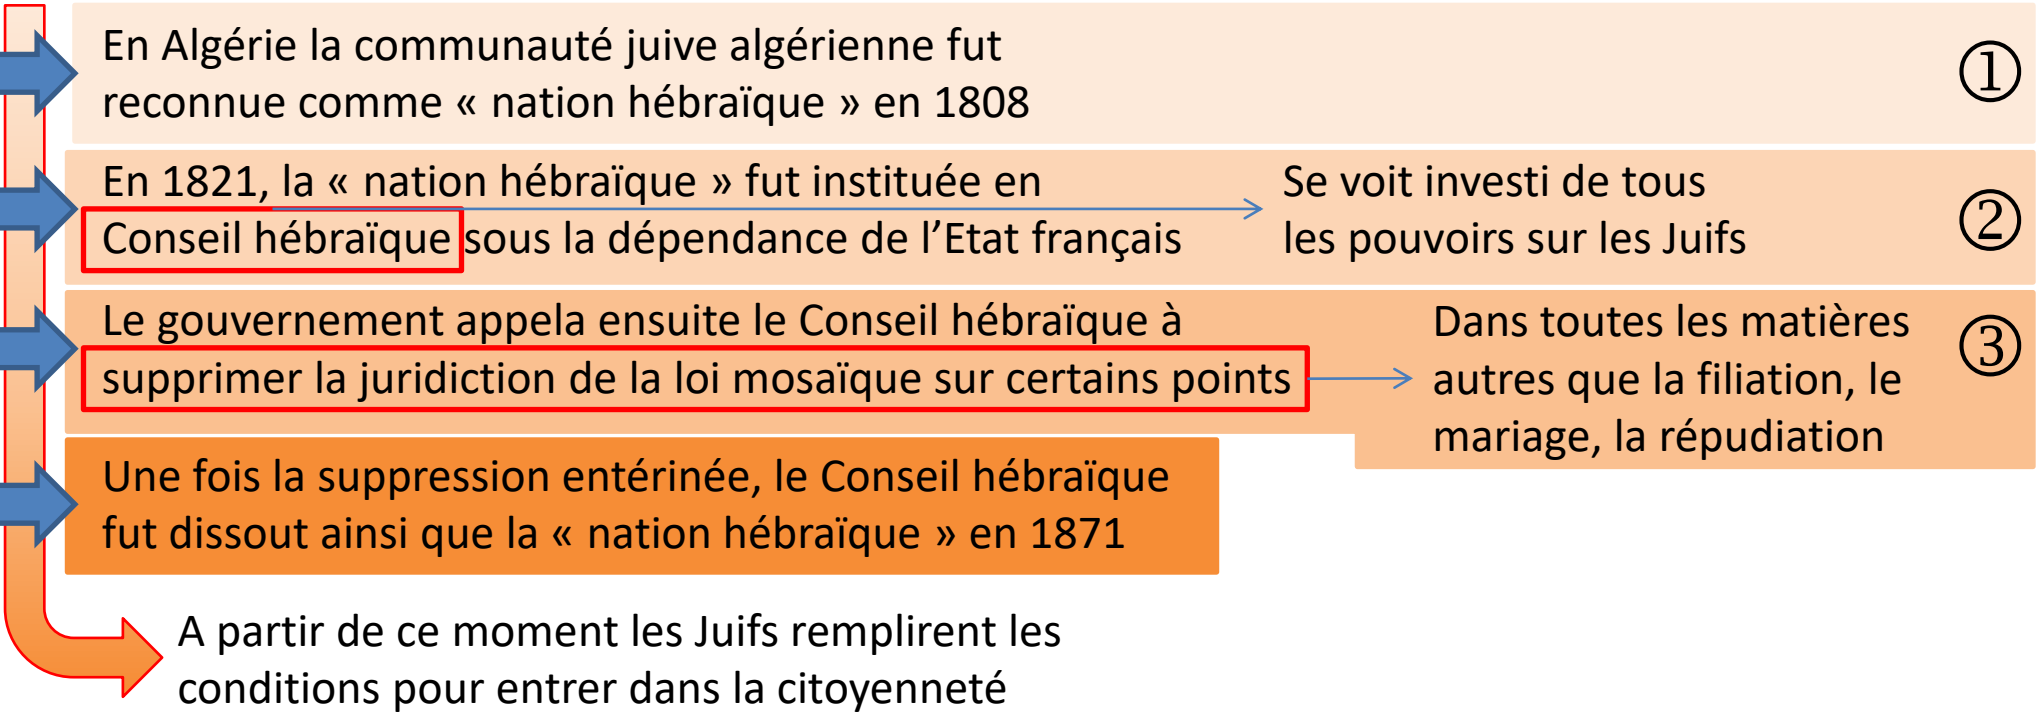 En Algérie la communauté juive algérienne fut
reconnue comme « nation hébraïque » en 1808
①
En 1821, la « nation hébraïque » fut instituée en
Conseil hébraïque sous la dépendance de l’Etat français
Se voit investi de tous
les pouvoirs sur les Juifs
②
Le gouvernement appela ensuite le Conseil hébraïque à
supprimer la juridiction de la loi mosaïque sur certains points
Dans toutes les matières
autres que la filiation, le
mariage, la répudiation
③
Une fois la suppression entérinée, le Conseil hébraïque
fut dissout ainsi que la « nation hébraïque » en 1871
A partir de ce moment les Juifs remplirent les
conditions pour entrer dans la citoyenneté